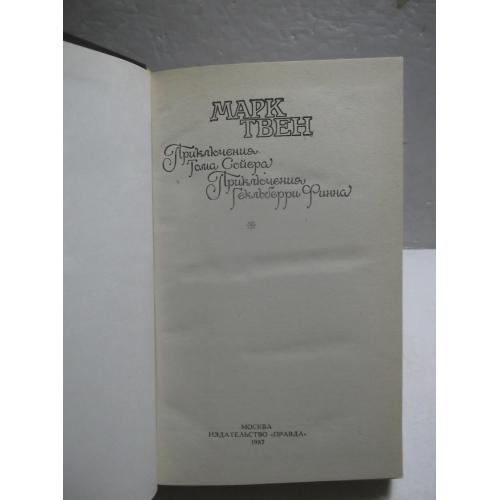 МАРК
ТВЕН
Приключения
Тома Сойера
Приключения
Гекльберри Финна
МОСКВА
ИЗДАТЕЛЬСТВО «ПРАВДА»
1987